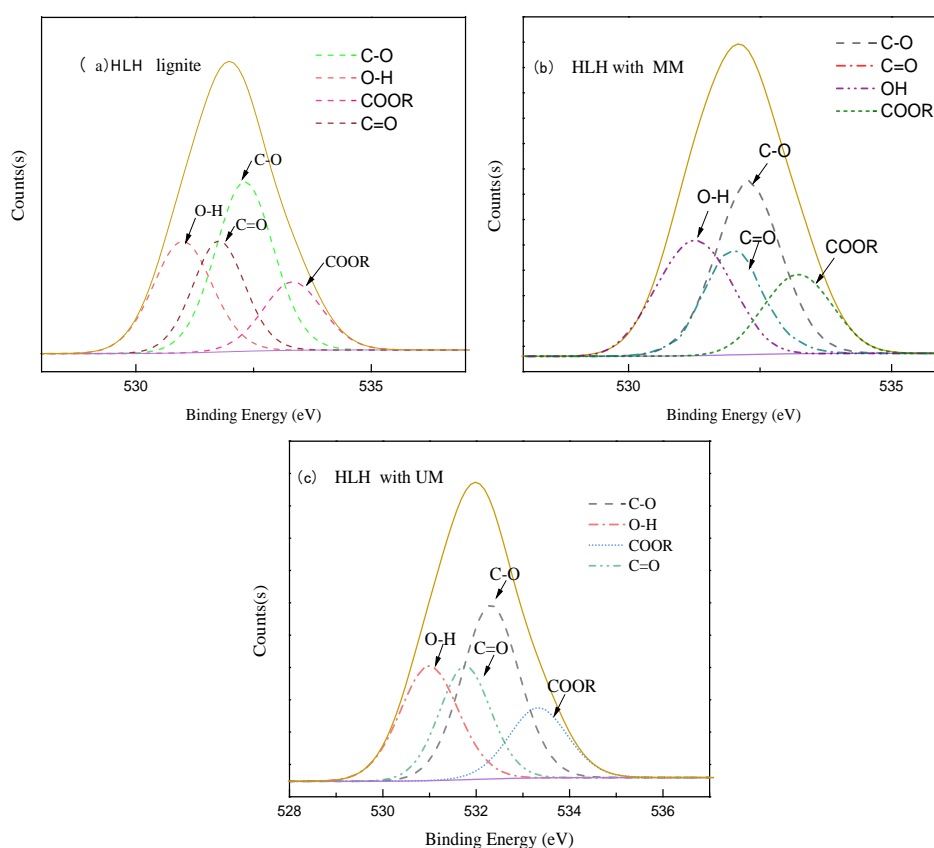 ( a)HLH lignite
C-O
O-H
COOR
C=O
C-O
O-H
C=O
COOR
Counts(s)
530
535
Binding Energy (eV)
(b) HLH with MM
C-O
C=O
OH
COOR
C-O
O-H
C=O
COOR
Counts(s)
530
535
Binding Energy (eV)
(c) HLH with UM
C-O
O-H
COOR
C=O
C-O
O-H
C=O
COOR
Counts(s)
528
530
532
534
536
Binding Energy (eV)